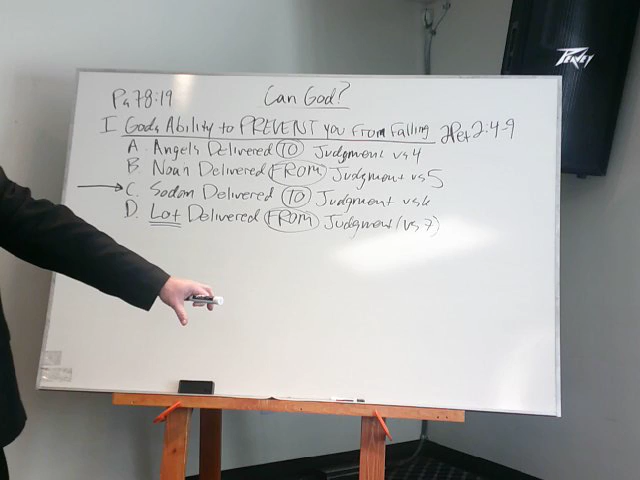 Ps 78:19 Can God?
I Gods Ability to PREVENT you From Falling 2Pet 2:4-9
A. Angels Delivered TO Judgment vs 4
B. Noah Delivered FROM Judgment vs 5
C. Sodom Delivered TO Judgment vs 6
D. Lot Delivered FROM Judgment (vs 7)
PEAVEY